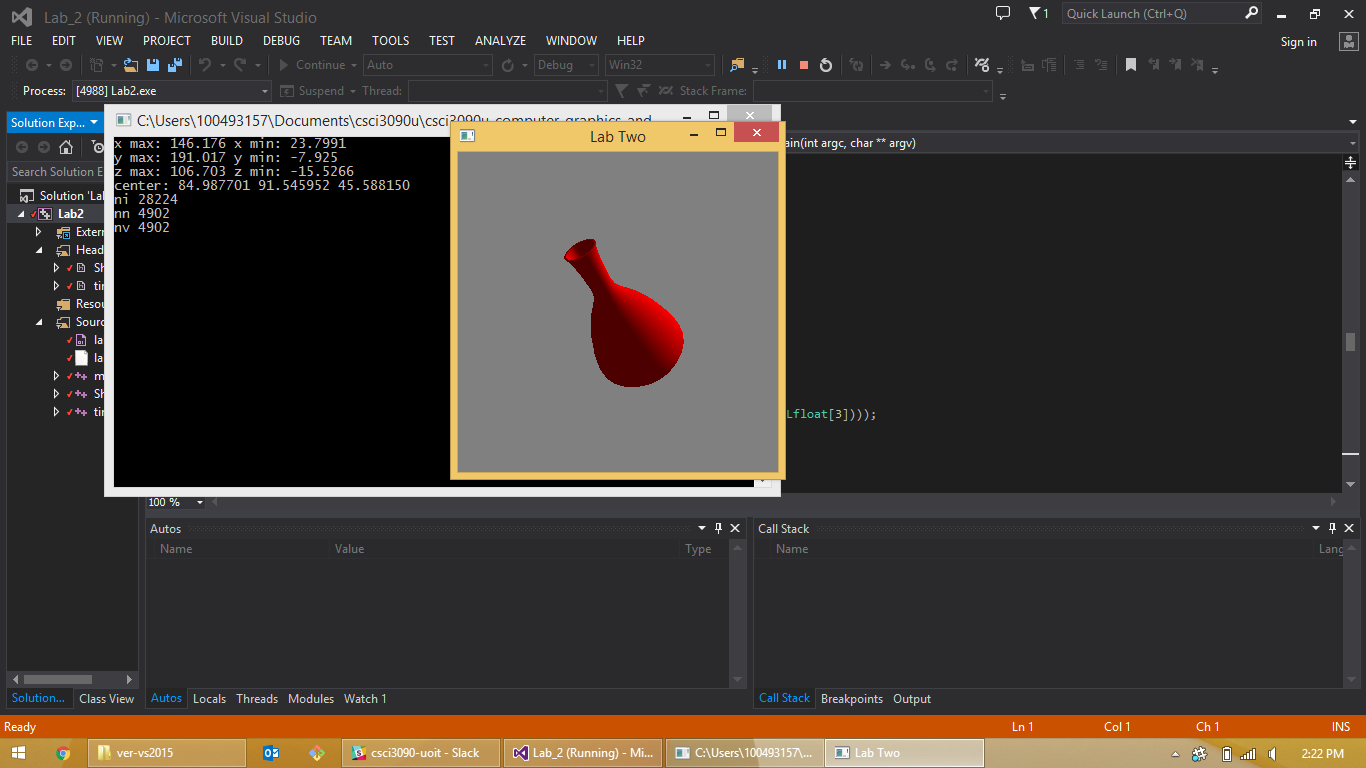 Lab_2 (Running) - Microsoft Visual Studio
1
Quick Launch (Ctrl+Q)
FILE EDIT VIEW PROJECT BUILD DEBUG TEAM TOOLS TEST ANALYZE WINDOW HELP
Sign in
Continue Auto Debug Win32
Process: [4988] Lab2.exe Suspend Thread: Stack Frame:
Solution Exp...
Search Solution E
Solution 'Lal
Lab2
Extern
Head
Sh
tin
Resou
Sourc
la
la
m
Sh
tin
C:\Users\100493157\Documents\csci3090u\csci3090u-computer-graphics-and-
x max: 146.176 x min: 23.7991
y max: 191.017 y min: -7.925
z max: 106.703 z min: -15.5266
center: 84.987701 91.545952 45.588150
ni 28224
nn 4902
nv 4902
Lab Two
ain(int argc, char ** argv)
Lfloat[3])));
100 %
Autos
Name Value Type
Call Stack
Name Lang
Solution... Class View
Autos Locals Threads Modules Watch 1
Call Stack Breakpoints Output
Ready Ln 1 Col 1 Ch 1 INS
ver-vs2015
csci3090-uoit - Slack
Lab_2 (Running) - Mi...
C:\Users\100493157\...
Lab Two
2:22 PM